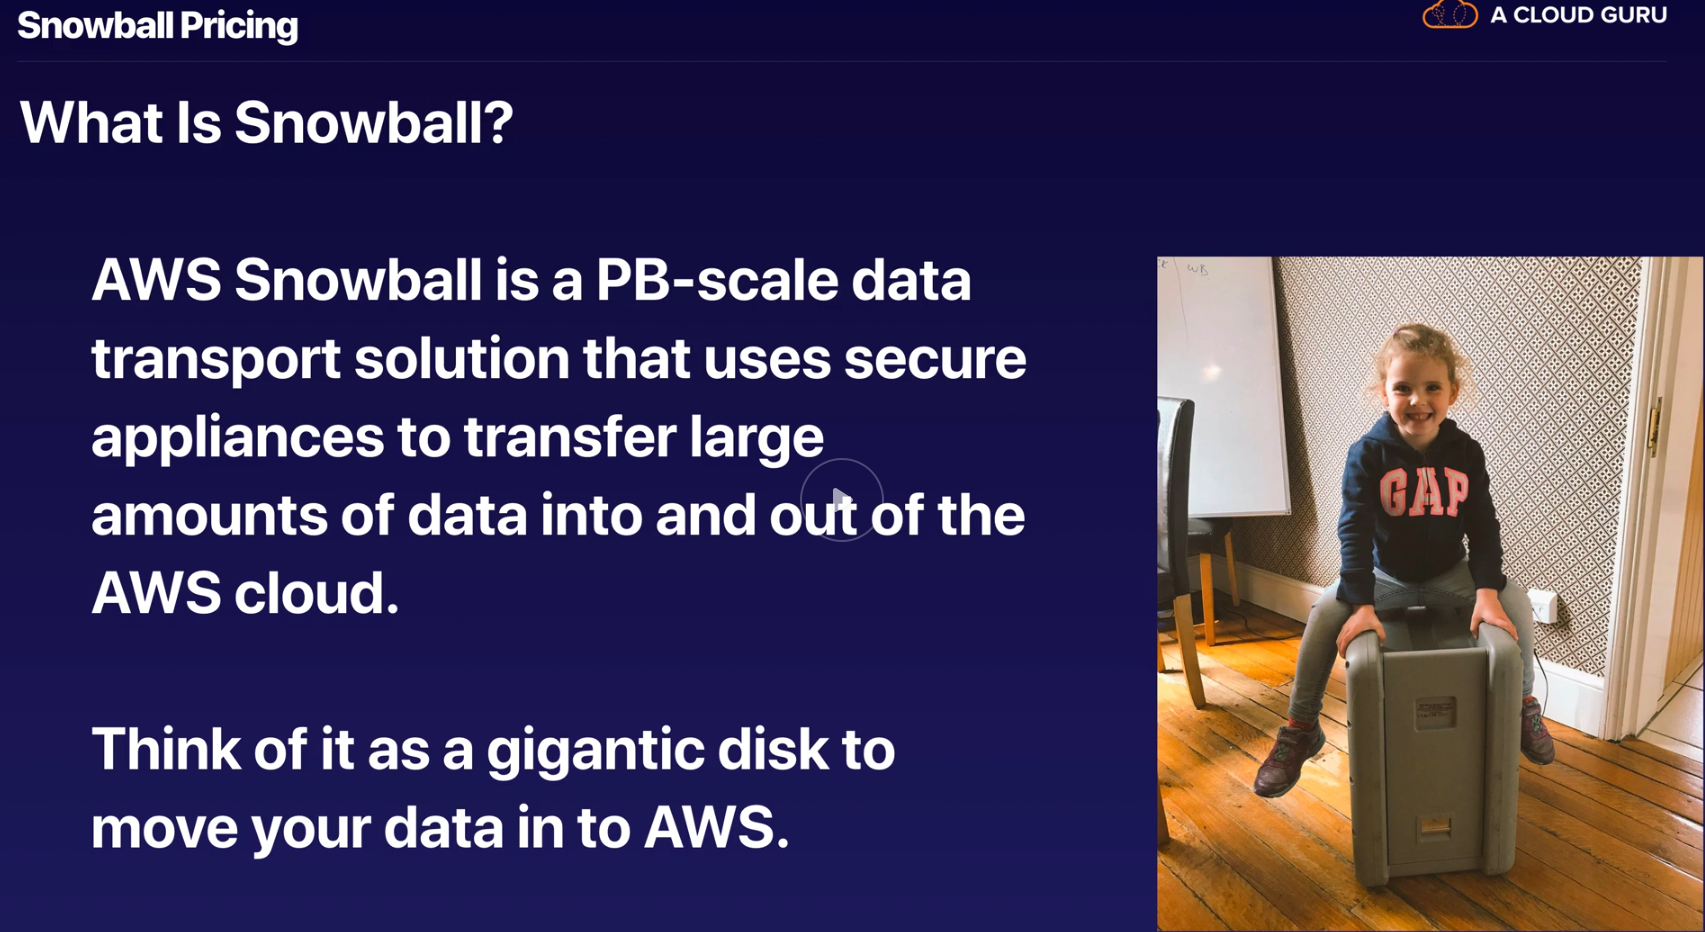 Snowball Pricing
A CLOUD GURU
What Is Snowball?
AWS Snowball is a PB-scale data
transport solution that uses secure
appliances to transfer large
amounts of data into and out of the
AWS cloud.
Think of it as a gigantic disk to
move your data in to AWS.
WB
GAP